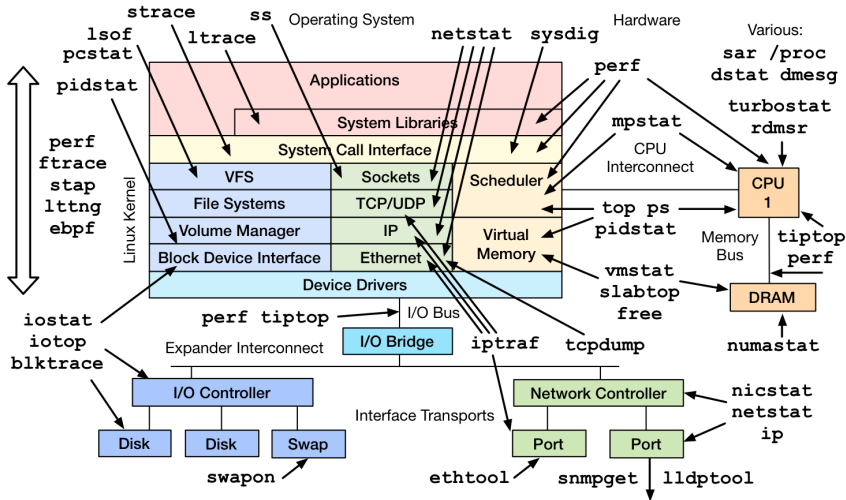 strace
ss
Operating System
Hardware
lsof
pcstat
ltrace
netstat
sysdig
Various:
sar /proc
dstat dmesg
pidstat
Applications
perf
turbostat
rdmsr
System Libraries
mpstat
perf
ftrace
stap
lttng
ebpf
Linux Kernel
System Call Interface
CPU
Interconnect
VFS
Sockets
Scheduler
CPU
1
File Systems
TCP/UDP
top ps
pidstat
Volume Manager
IP
Virtual
Memory
Memory
Bus
tiptop
perf
Block Device Interface
Ethernet
Device Drivers
vmstat
slabtop
free
DRAM
iostat
iotop
blktrace
perf tiptop
I/O Bus
I/O Bridge
iptraf
tcpdump
numastat
Expander Interconnect
I/O Controller
Network Controller
nicstat
netstat
ip
Interface Transports
Disk
Disk
Swap
Port
Port
swapon
ethtool
snmpget
lldptool